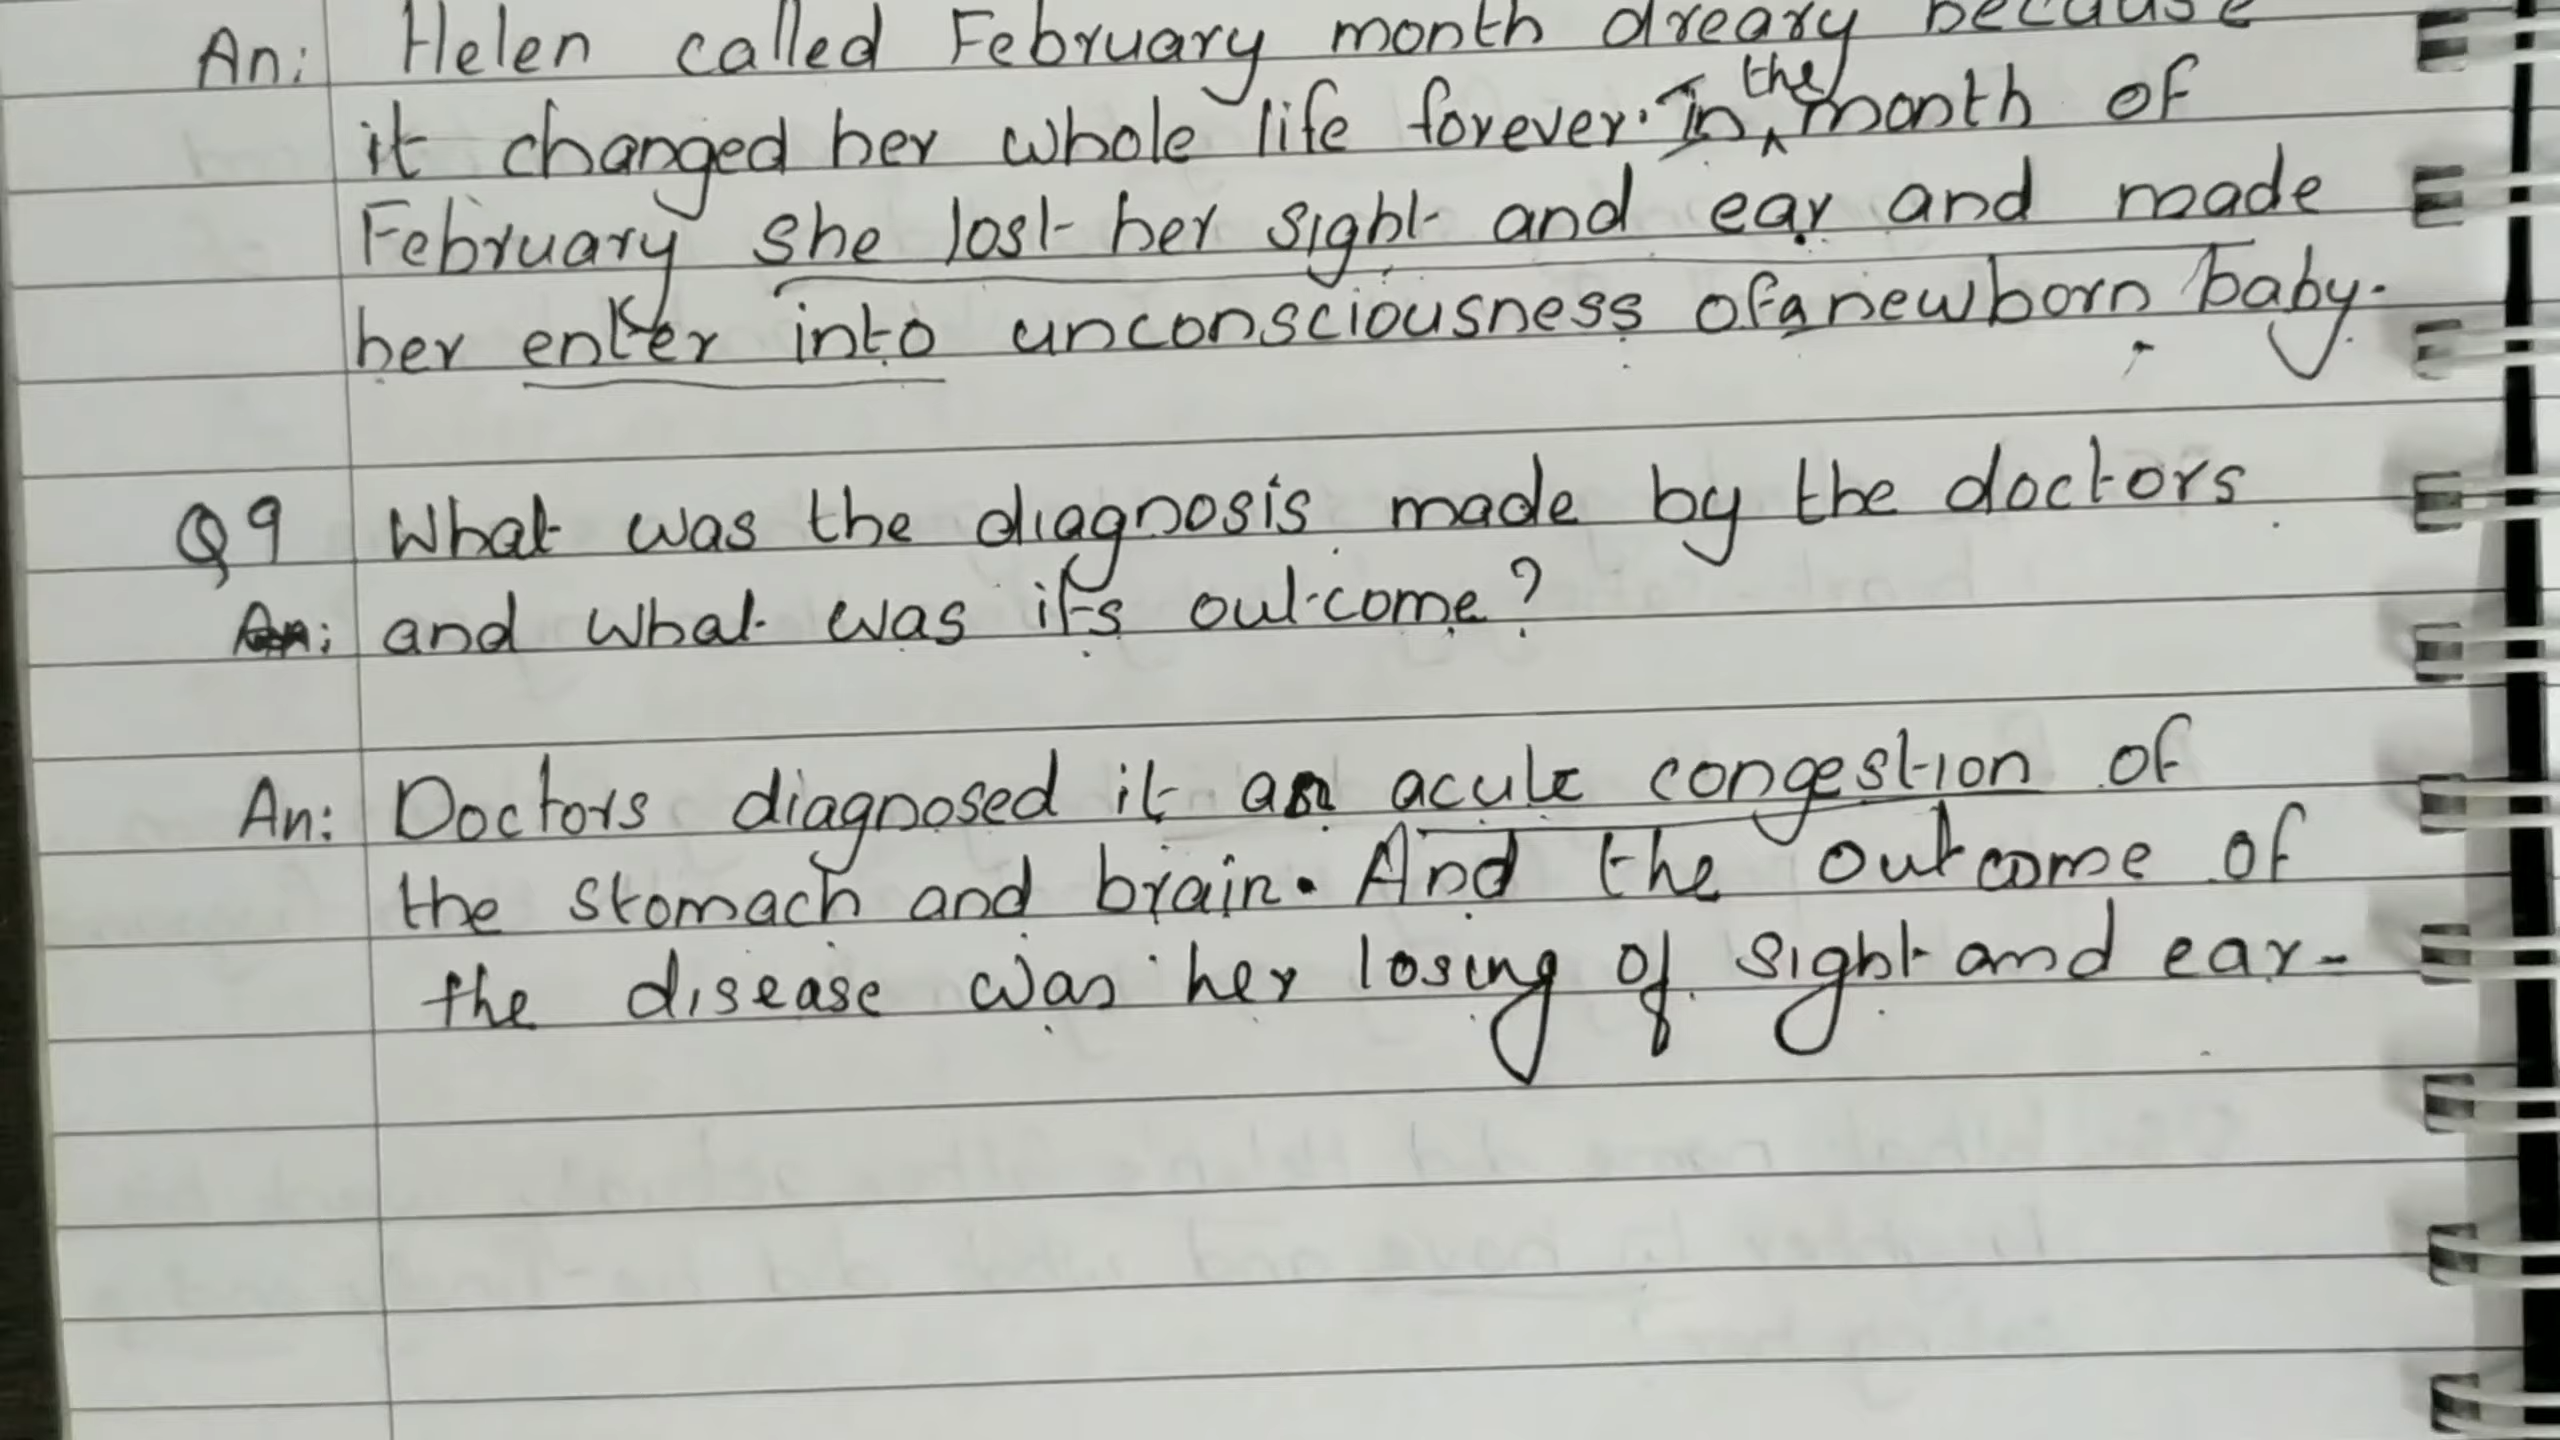 An: Helen called February month dreary because
it changed her whole life forever. In the month of
February she lost her sight and ear and made
her enter into unconsciousness of a newborn baby.
Q9 What was the diagnosis made by the doctors
and what was its outcome?
An: Doctors diagnosed it an acute congestion of
the stomach and brain. And the outcome of
the disease was her losing of sight and ear.